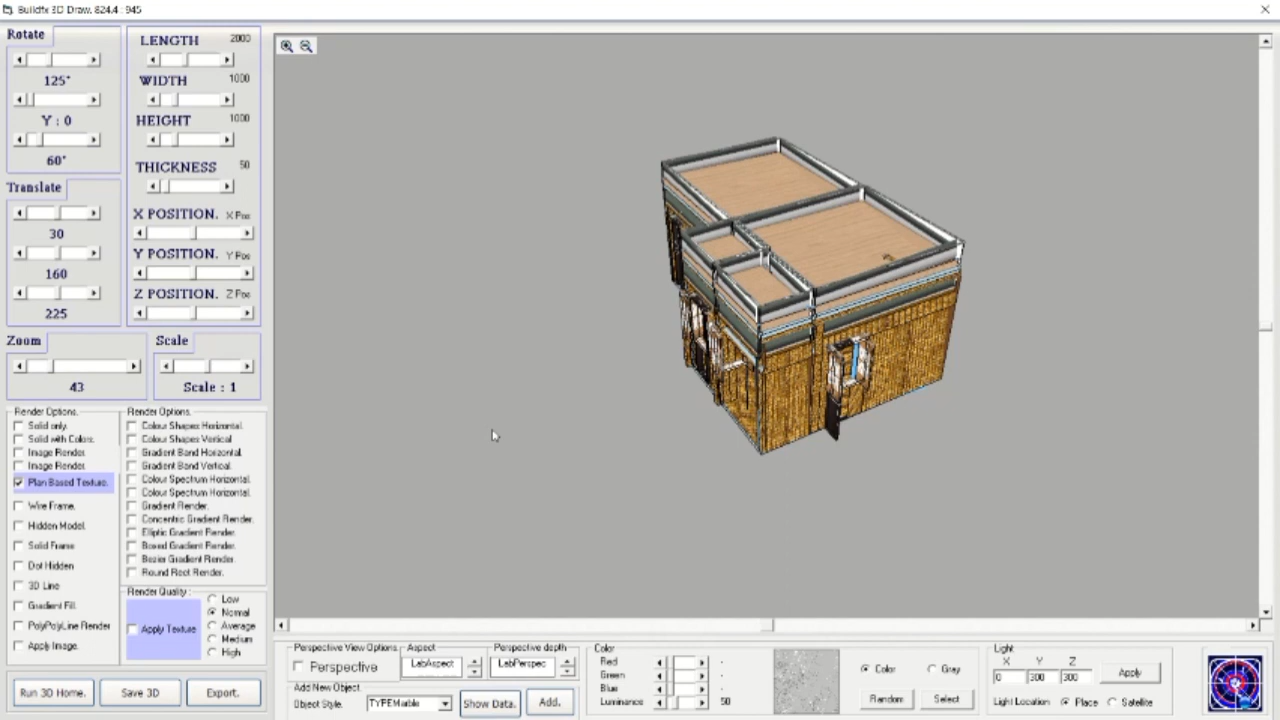 Buildfx 3D Draw. 824.4 : 945
Rotate
125°
Y : 0
60°
Translate
30
160
225
LENGTH 2000
WIDTH 1000
HEIGHT 1000
THICKNESS 50
X POSITION. X Pos
Y POSITION. Y Pos
Z POSITION. Z Pos
Zoom
43
Scale
Scale : 1
Render Options.
Solid only.
Solid with Colors.
Image Render.
Image Render.
Plan Based Texture.
Wire Frame.
Hidden Model.
Solid Frame
Dot Hidden
3D Line
Gradient Fill.
PolyPolyLine Render
Apply Image.
Render Options.
Colour Shapes Horizontal.
Colour Shapes Vertical
Gradient Band Horizontal.
Gradient Band Vertical.
Colour Spectrum Horizontal.
Colour Spectrum Horizontal.
Gradient Render.
Concentric Gradient Render.
Elliptic Gradient Render.
Boxed Gradient Render.
Bezier Gradient Render
Round Rect Render.
Render Quality :
Apply Texture
Low
Normal
Average
Medium
High
Run 3D Home.
Save 3D
Export.
Perspective View Options.
Perspective
Aspect
LabAspect
Perspective depth
LabPerspec
Add New Object
Object Style.
TYPEMarble
Show Data.
Add.
Color
Red
Green
Blue
Luminance
50
Color
Gray
Random
Select
Light
X Y Z
0 300 300
Apply
Light Location
Place
Satellite